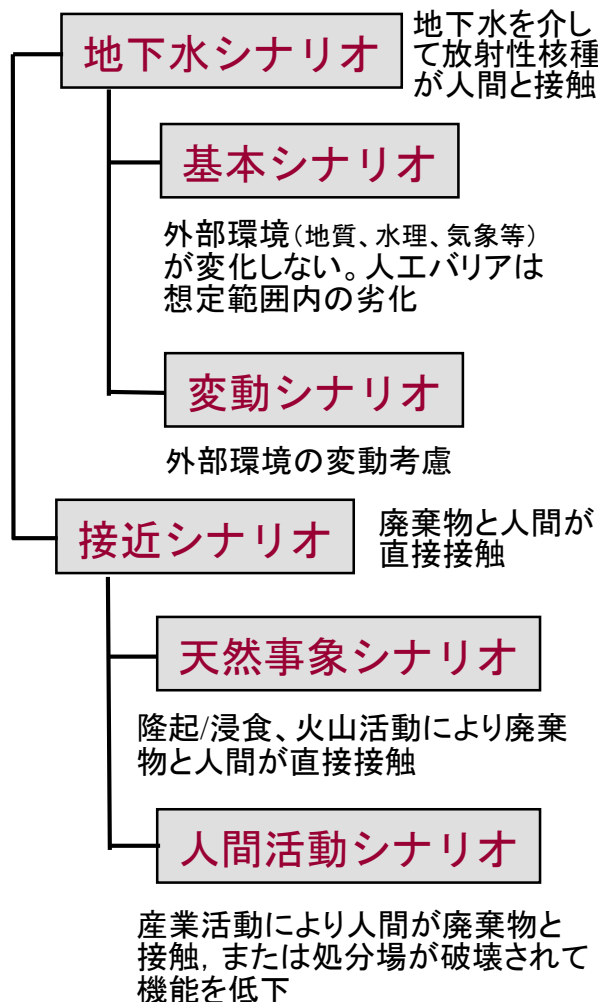 地下水シナリオ
地下水を介し
て放射性核種
が人間と接触
基本シナリオ
外部環境（地質、水理、気象等）
が変化しない。人工バリアは
想定範囲内の劣化
変動シナリオ
外部環境の変動考慮
接近シナリオ
廃棄物と人間が
直接接触
天然事象シナリオ
隆起/浸食、火山活動により廃棄
物と人間が直接接触
人間活動シナリオ
産業活動により人間が廃棄物と
接触，または処分場が破壊されて
機能を低下